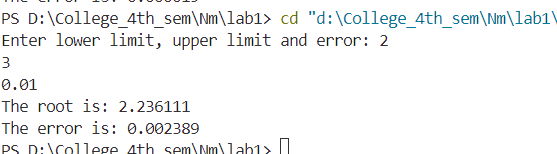 PS D:\College_4th_sem\Nm\lab1> cd "d:\College_4th_sem\Nm\lab1\
Enter lower limit, upper limit and error: 2
3
0.01
The root is: 2.236111
The error is: 0.002389
PS D:\College_4th_sem\Nm\lab1>